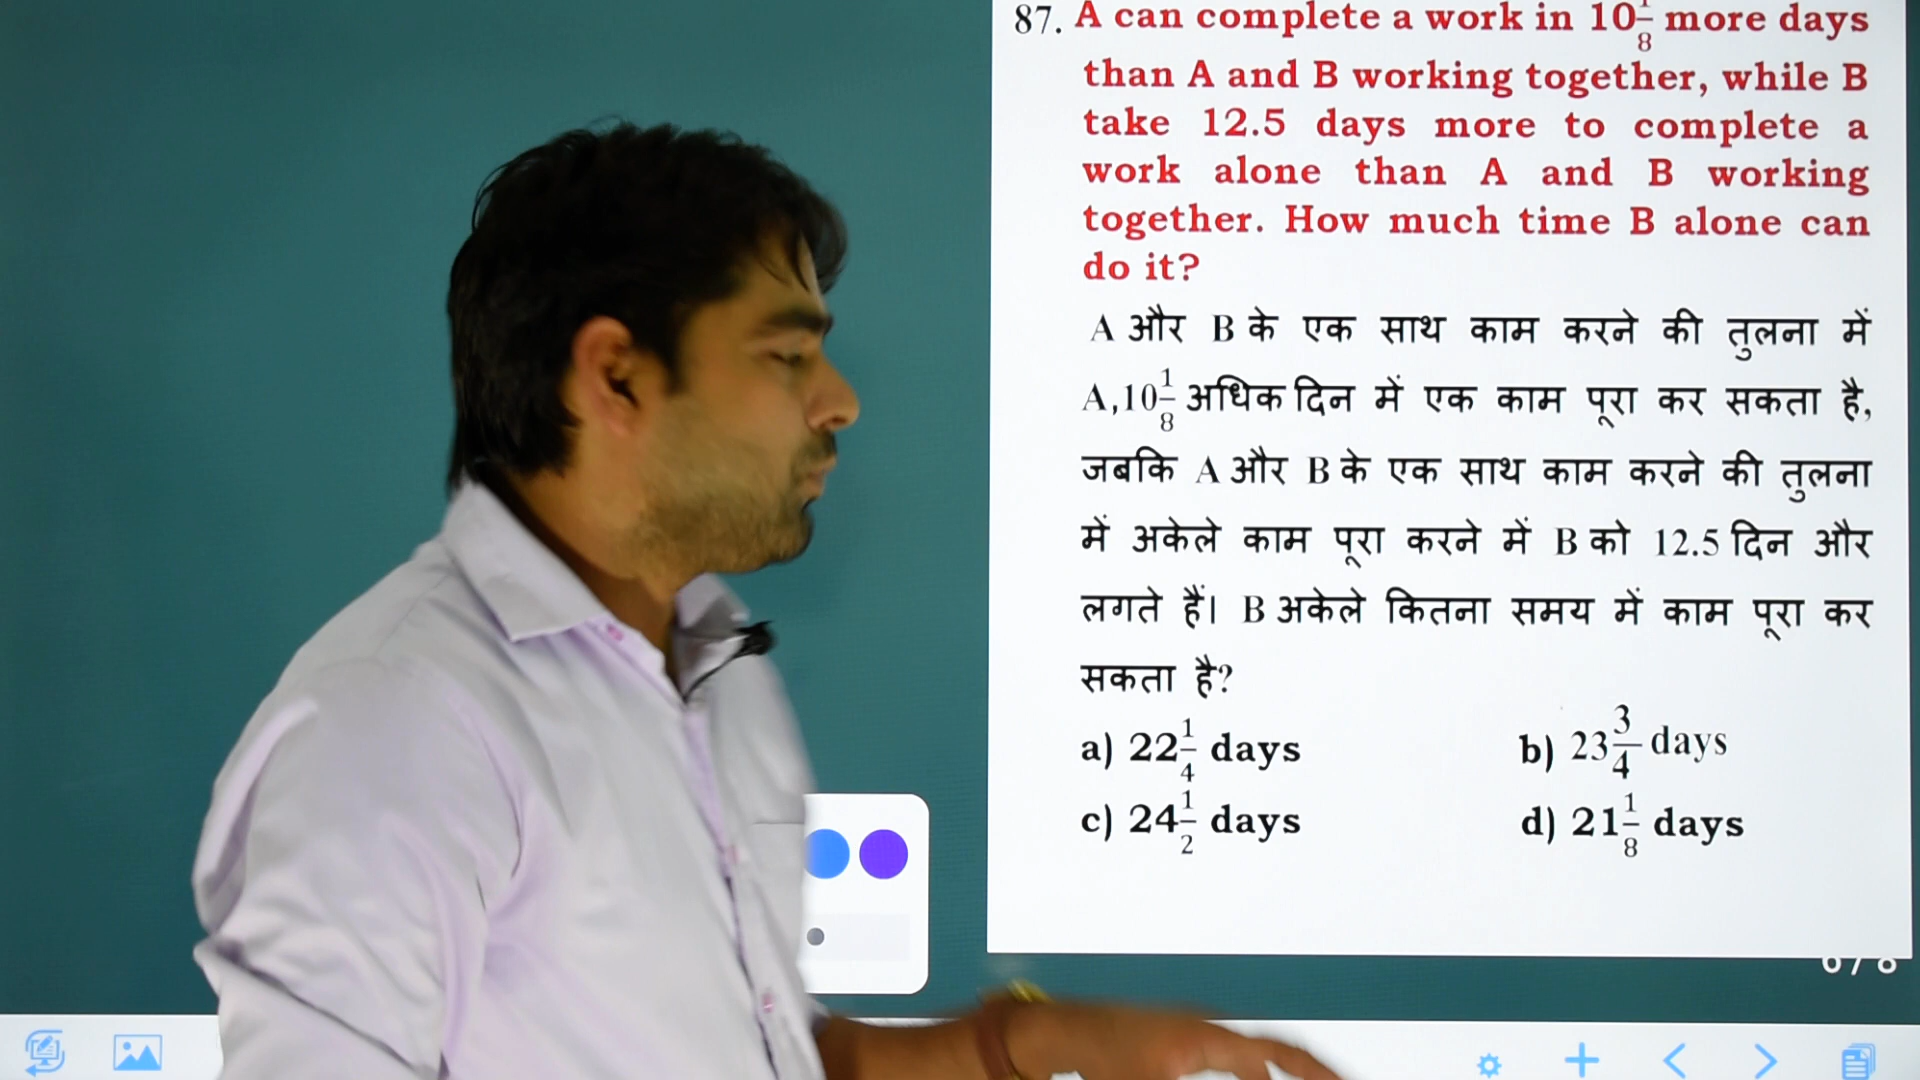 87. A can complete a work in 10 1/8 more days
than A and B working together, while B
take 12.5 days more to complete a
work alone than A and B working
together. How much time B alone can
do it?
A और B के एक साथ काम करने की तुलना में
A,10 1/8 अधिक दिन में एक काम पूरा कर सकता है,
जबकि A और B के एक साथ काम करने की तुलना
में अकेले काम पूरा करने में B को 12.5 दिन और
लगते हैं। B अकेले कितना समय में काम पूरा कर
सकता है?
a) 22 1/4 days b) 23 3/4 days
c) 24 1/2 days d) 21 1/8 days